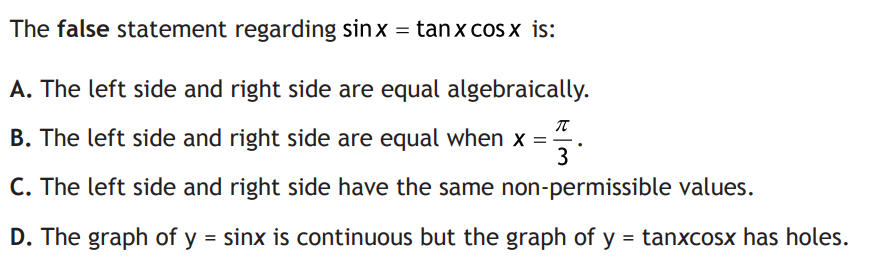 The false statement regarding sin x = tan x cos x is:
A. The left side and right side are equal algebraically.
B. The left side and right side are equal when x = π/3.
C. The left side and right side have the same non-permissible values.
D. The graph of y = sinx is continuous but the graph of y = tanxcosx has holes.